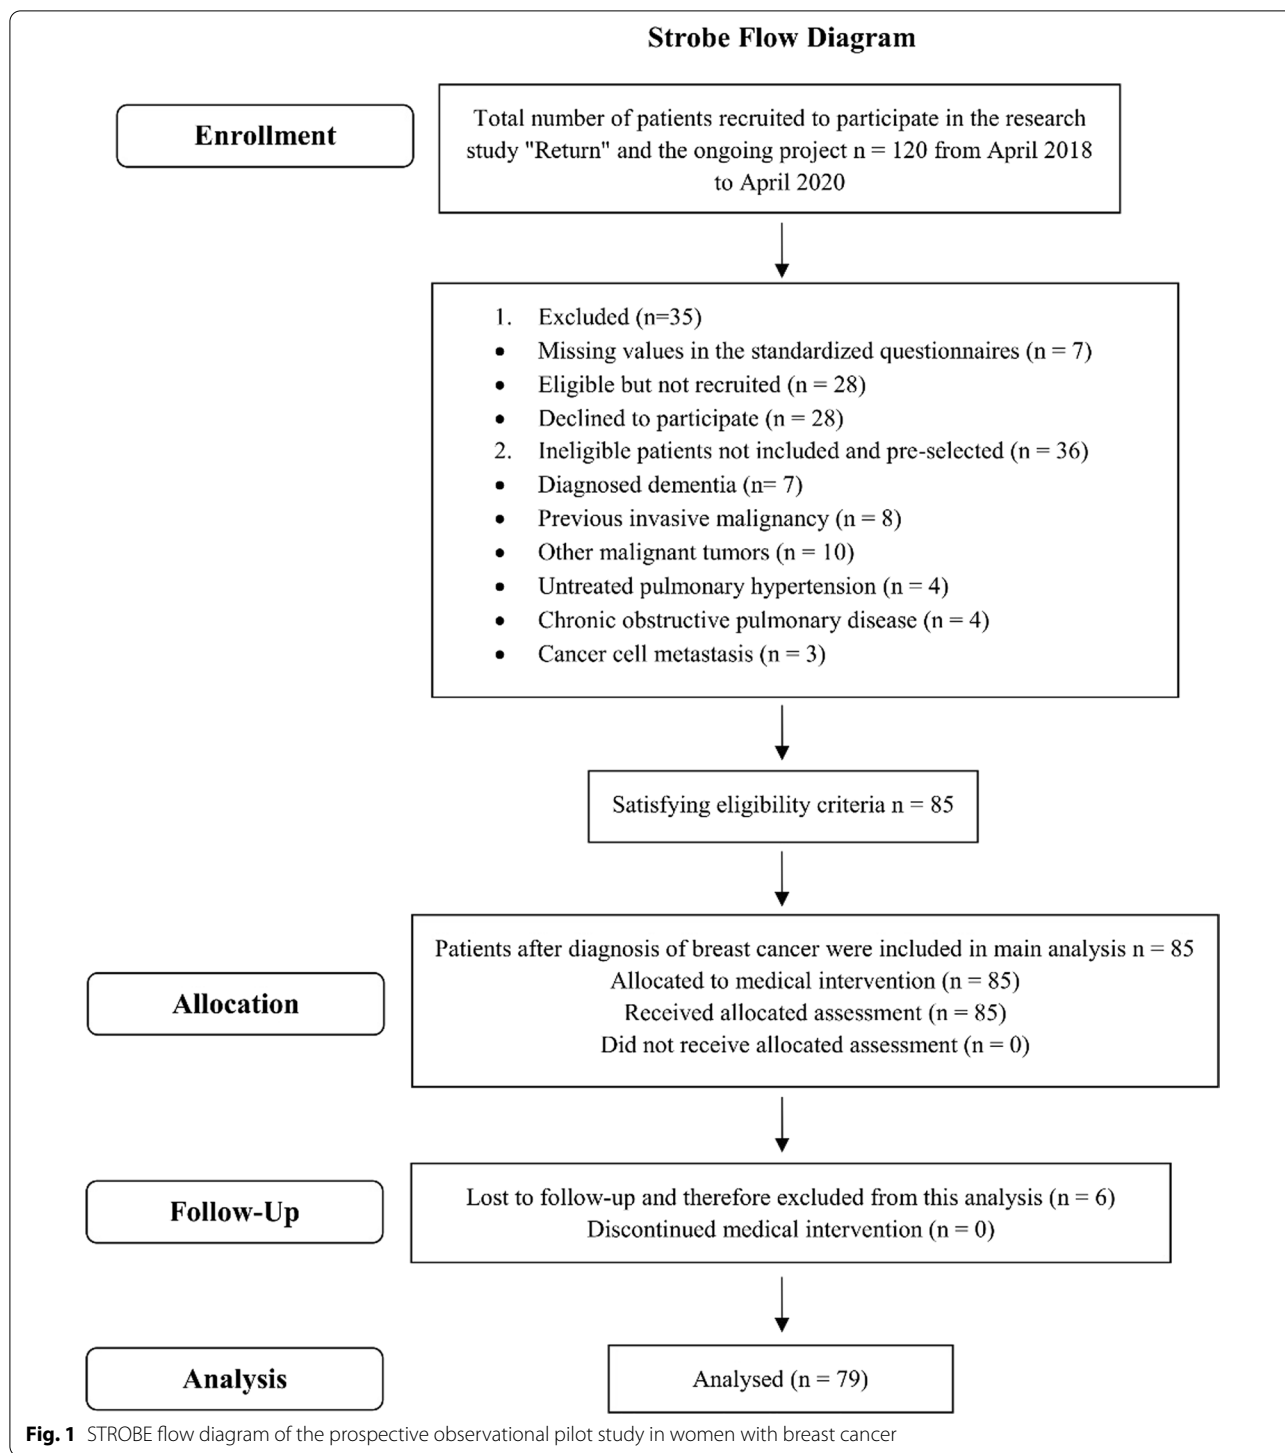 Strobe Flow Diagram
Enrollment
Total number of patients recruited to participate in the research
study "Return" and the ongoing project n = 120 from April 2018
to April 2020
1. Excluded (n=35)
• Missing values in the standardized questionnaires (n = 7)
• Eligible but not recruited (n = 28)
• Declined to participate (n = 28)
2. Ineligible patients not included and pre-selected (n = 36)
• Diagnosed dementia (n= 7)
• Previous invasive malignancy (n = 8)
• Other malignant tumors (n = 10)
• Untreated pulmonary hypertension (n = 4)
• Chronic obstructive pulmonary disease (n = 4)
• Cancer cell metastasis (n = 3)
Satisfying eligibility criteria n = 85
Allocation
Patients after diagnosis of breast cancer were included in main analysis n = 85
Allocated to medical intervention (n = 85)
Received allocated assessment (n = 85)
Did not receive allocated assessment (n = 0)
Follow-Up
Lost to follow-up and therefore excluded from this analysis (n = 6)
Discontinued medical intervention (n = 0)
Analysis
Analysed (n = 79)
Fig. 1 STROBE flow diagram of the prospective observational pilot study in women with breast cancer